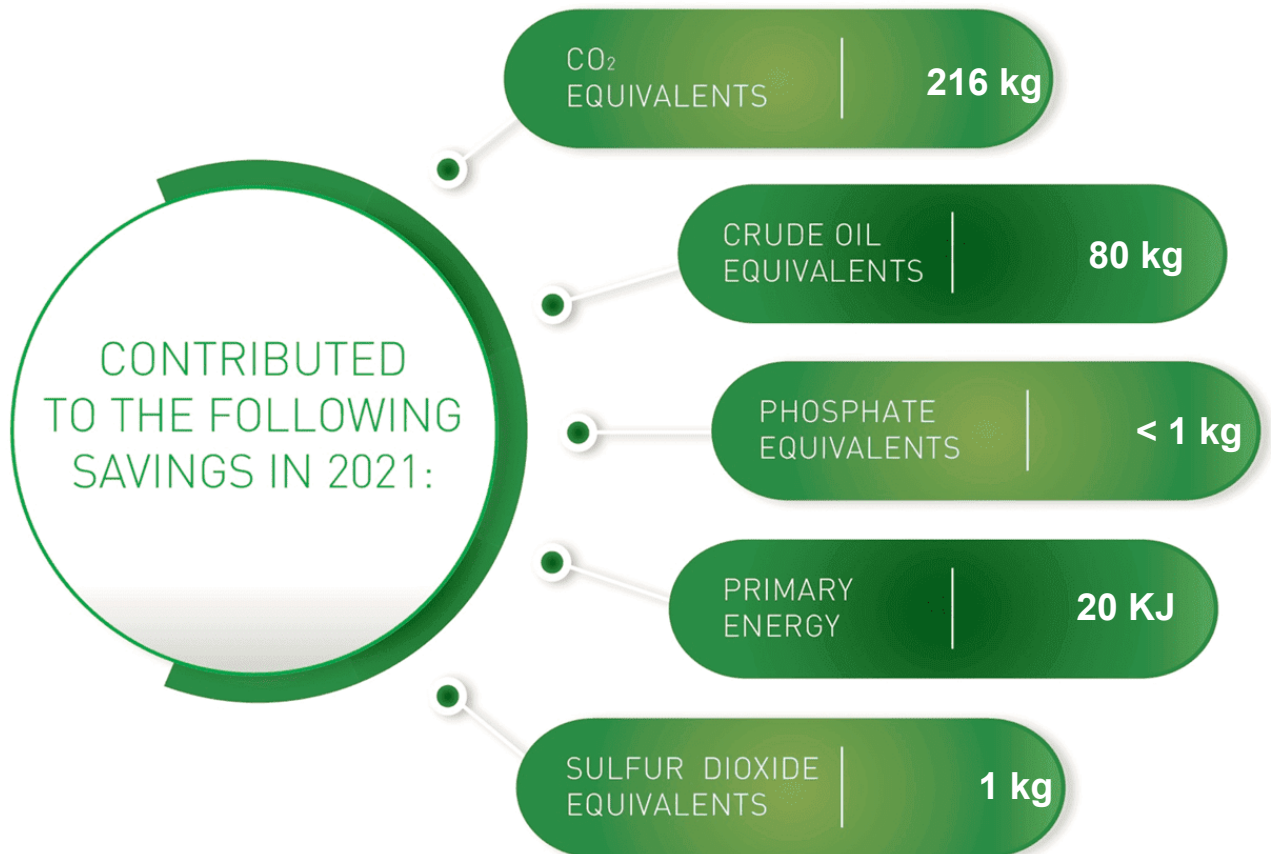 CONTRIBUTED
TO THE FOLLOWING
SAVINGS IN 2021:
CO₂
EQUIVALENTS
216 kg
CRUDE OIL
EQUIVALENTS
80 kg
PHOSPHATE
EQUIVALENTS
< 1 kg
PRIMARY
ENERGY
20 KJ
SULFUR DIOXIDE
EQUIVALENTS
1 kg